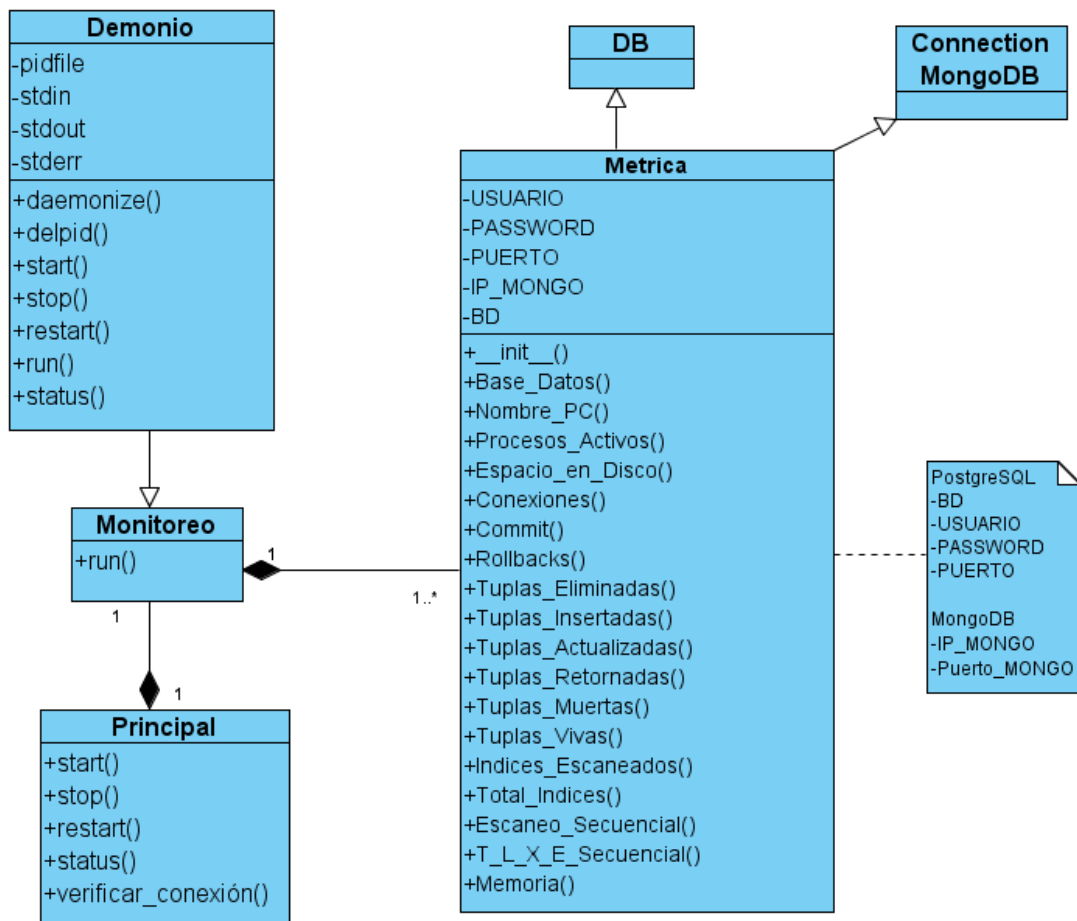 Demonio
-pidfile
-stdin
-stdout
-stderr
+daemonize()
+delpid()
+start()
+stop()
+restart()
+run()
+status()
DB
Connection
MongoDB
Metrica
-USUARIO
-PASSWORD
-PUERTO
-IP_MONGO
-BD
+__init__()
+Base_Datos()
+Nombre_PC()
+Procesos_Activos()
+Espacio_en_Disco()
+Conexiones()
+Commit()
+Rollbacks()
+Tuplas_Eliminadas()
+Tuplas_Insertadas()
+Tuplas_Actualizadas()
+Tuplas_Retornadas()
+Tuplas_Muertas()
+Tuplas_Vivas()
+Indices_Escaneados()
+Total_Indices()
+Escaneo_Secuencial()
+T_L_X_E_Secuencial()
+Memoria()
Monitoreo
+run()
1
1..*
1
1
Principal
+start()
+stop()
+restart()
+status()
+verificar_conexión()
PostgreSQL
-BD
-USUARIO
-PASSWORD
-PUERTO
MongoDB
-IP_MONGO
-Puerto_MONGO